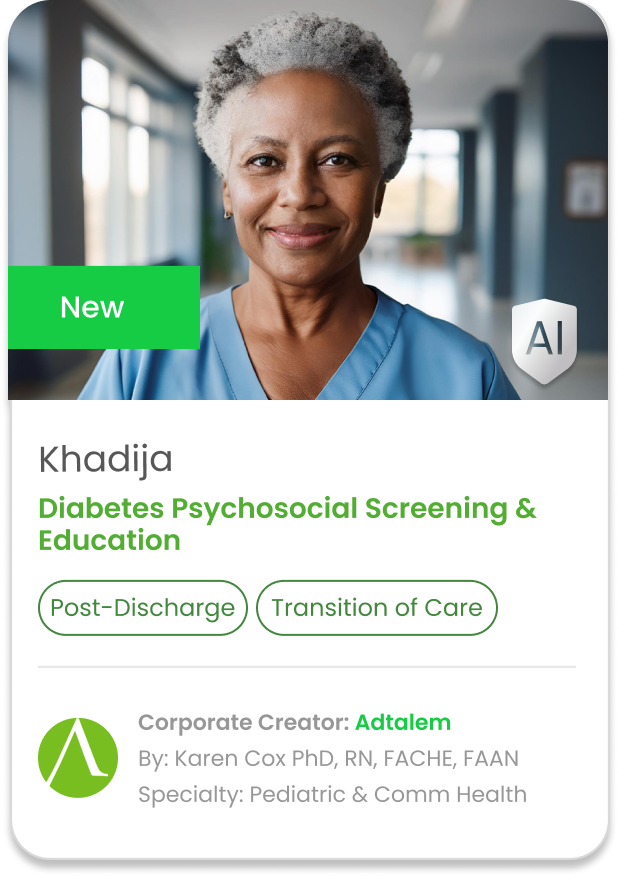 New
AI
Khadija
Diabetes Psychosocial Screening &
Education
Post-Discharge
Transition of Care
Corporate Creator: Adtalem
By: Karen Cox PhD, RN, FACHE, FAAN
Specialty: Pediatric & Comm Health